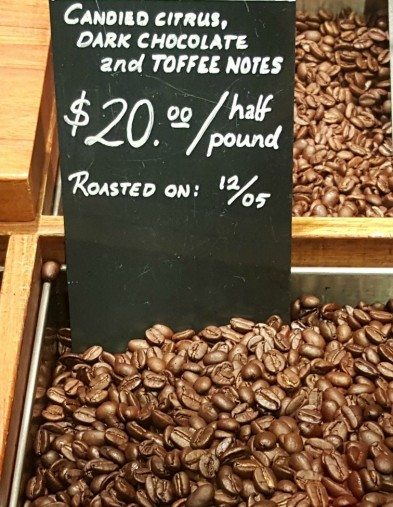 CANDIED CITRUS,
DARK CHOCOLATE
and TOFFEE NOTES
$20.00/half pound
ROASTED ON: 12/05